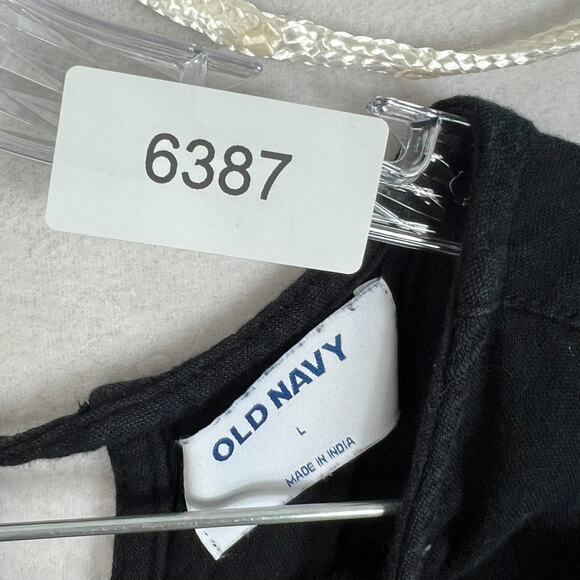 6387
OLD NAVY
L
MADE IN INDIA